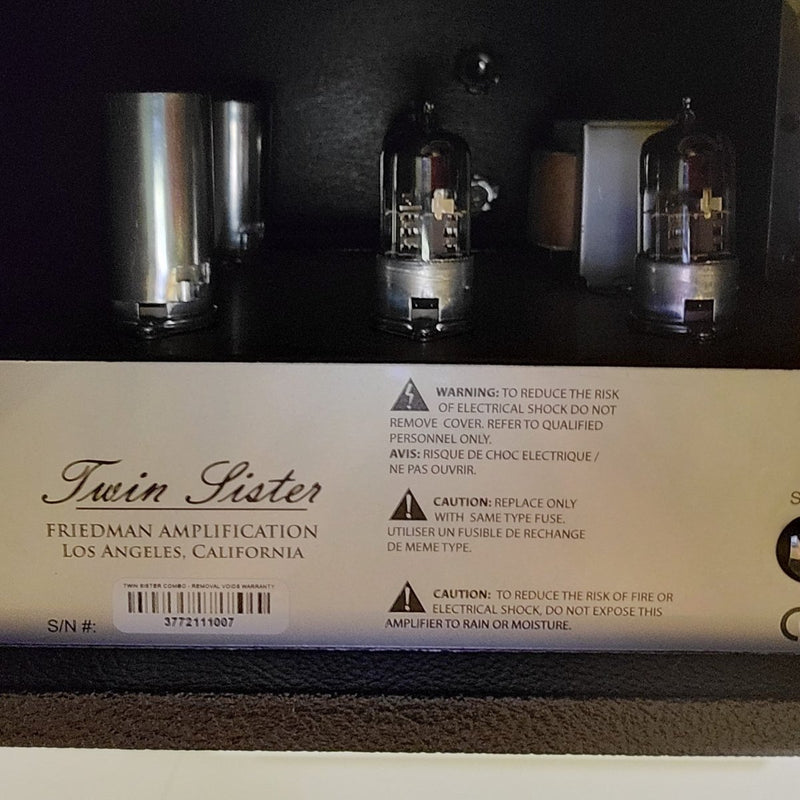 Twin Sister
FRIEDMAN AMPLIFICATION
LOS ANGELES, CALIFORNIA
TWIN SISTER COMBO - REMOVAL VOIDS WARRANTY
S/N #:
3772111007
WARNING: TO REDUCE THE RISK
OF ELECTRICAL SHOCK DO NOT
REMOVE COVER. REFER TO QUALIFIED
PERSONNEL ONLY.
AVIS: RISQUE DE CHOC ELECTRIQUE /
NE PAS OUVRIR.
CAUTION: REPLACE ONLY
WITH SAME TYPE FUSE.
UTILISER UN FUSIBLE DE RECHANGE
DE MEME TYPE.
CAUTION: TO REDUCE THE RISK OF FIRE OR
ELECTRICAL SHOCK, DO NOT EXPOSE THIS
AMPLIFIER TO RAIN OR MOISTURE.